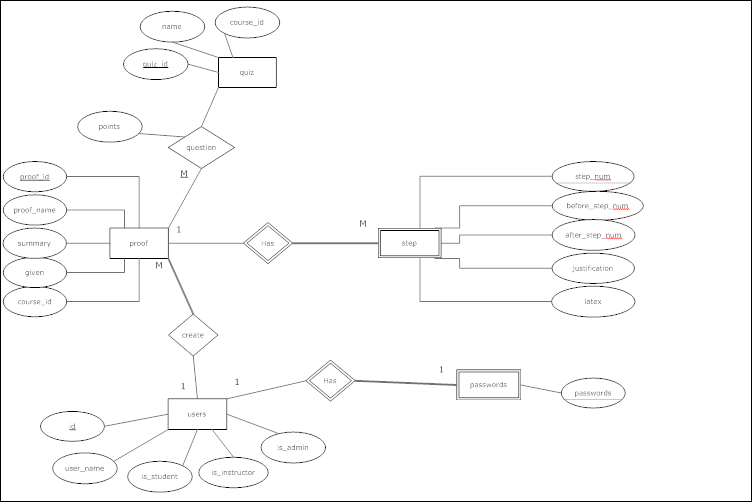 name
course_id
quiz_id
quiz
points
question
M
proof_id
proof_name
summary
given
course_id
proof
1
M
Has
M
step
step_num
before_step_num
after_step_num
justification
latex
create
1
1
Has
1
passwords
passwords
users
id
user_name
is_student
is_instructor
is_admin